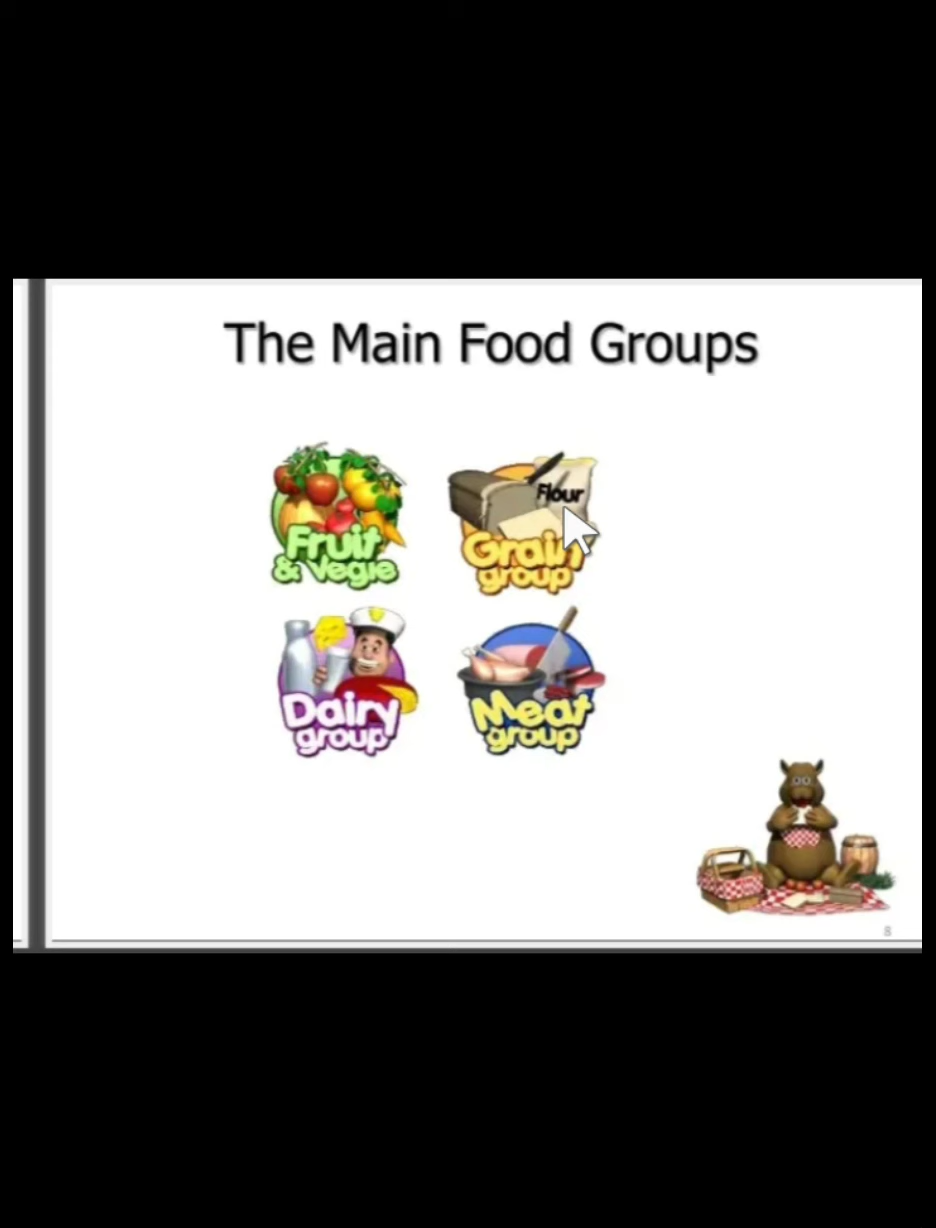 The Main Food Groups
Fruit
& Vegie
Flour
Grain
group
Dairy
group
Meat
group
8